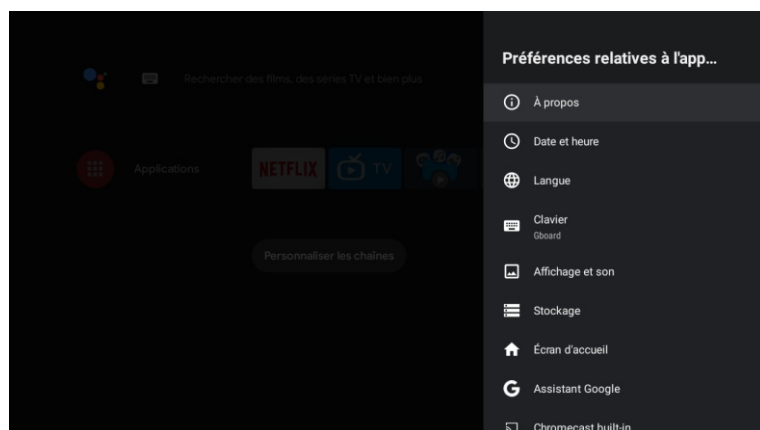 Préférences relatives à l'app...
Rechercher des films, des séries TV et bien plus
À propos
Date et heure
Applications
NETFLIX
TV
Langue
Clavier
Gboard
Personnaliser les chaînes
Affichage et son
Stockage
Écran d'accueil
Assistant Google
Chromecast built-in